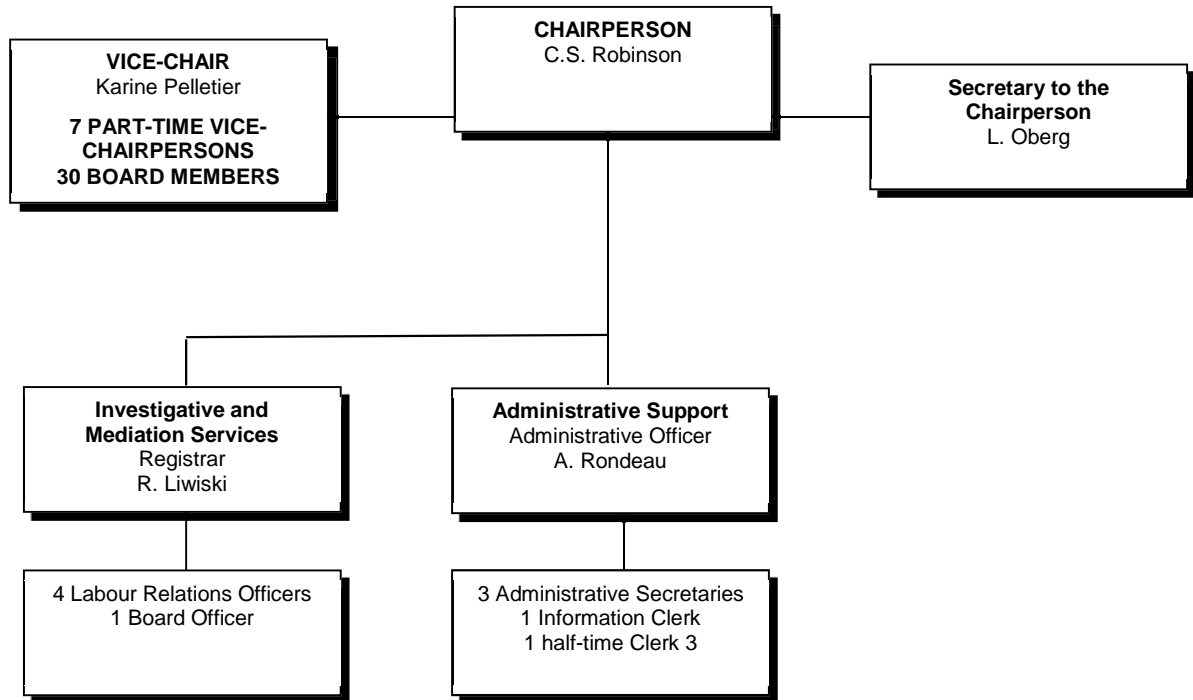 CHAIRPERSON
C.S. Robinson
VICE-CHAIR
Karine Pelletier
7 PART-TIME VICE-
CHAIRPERSONS
30 BOARD MEMBERS
Secretary to the
Chairperson
L. Oberg
Investigative and
Mediation Services
Registrar
R. Liwiski
Administrative Support
Administrative Officer
A. Rondeau
4 Labour Relations Officers
1 Board Officer
3 Administrative Secretaries
1 Information Clerk
1 half-time Clerk 3